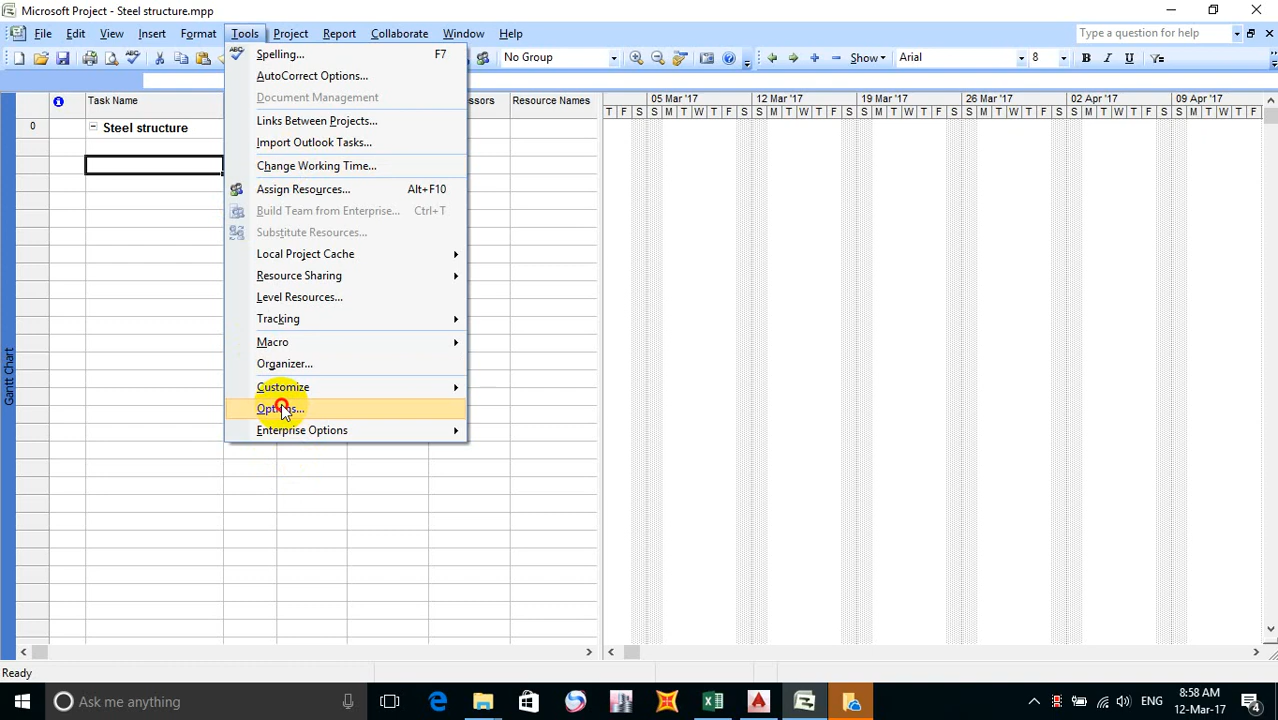 Microsoft Project - Steel structure.mpp
File Edit View Insert Format Tools Project Report Collaborate Window Help
Type a question for help
No Group Show Arial 8 B I U
Spelling... F7
AutoCorrect Options...
Document Management
Links Between Projects...
Import Outlook Tasks...
Change Working Time...
Assign Resources... Alt+F10
Build Team from Enterprise... Ctrl+T
Substitute Resources...
Local Project Cache
Resource Sharing
Level Resources...
Tracking
Macro
Organizer...
Customize
Options...
Enterprise Options
Task Name
Resource Names
0 Steel structure
05 Mar '17 12 Mar '17 19 Mar '17 26 Mar '17 02 Apr '17 09 Apr '17
T F S S M T W T F S S M T W T F S S M T W T F S S M T W T F S S M T W T F S S M T W T F
Gantt Chart
Ready
Ask me anything
ENG
8:58 AM
12-Mar-17
4